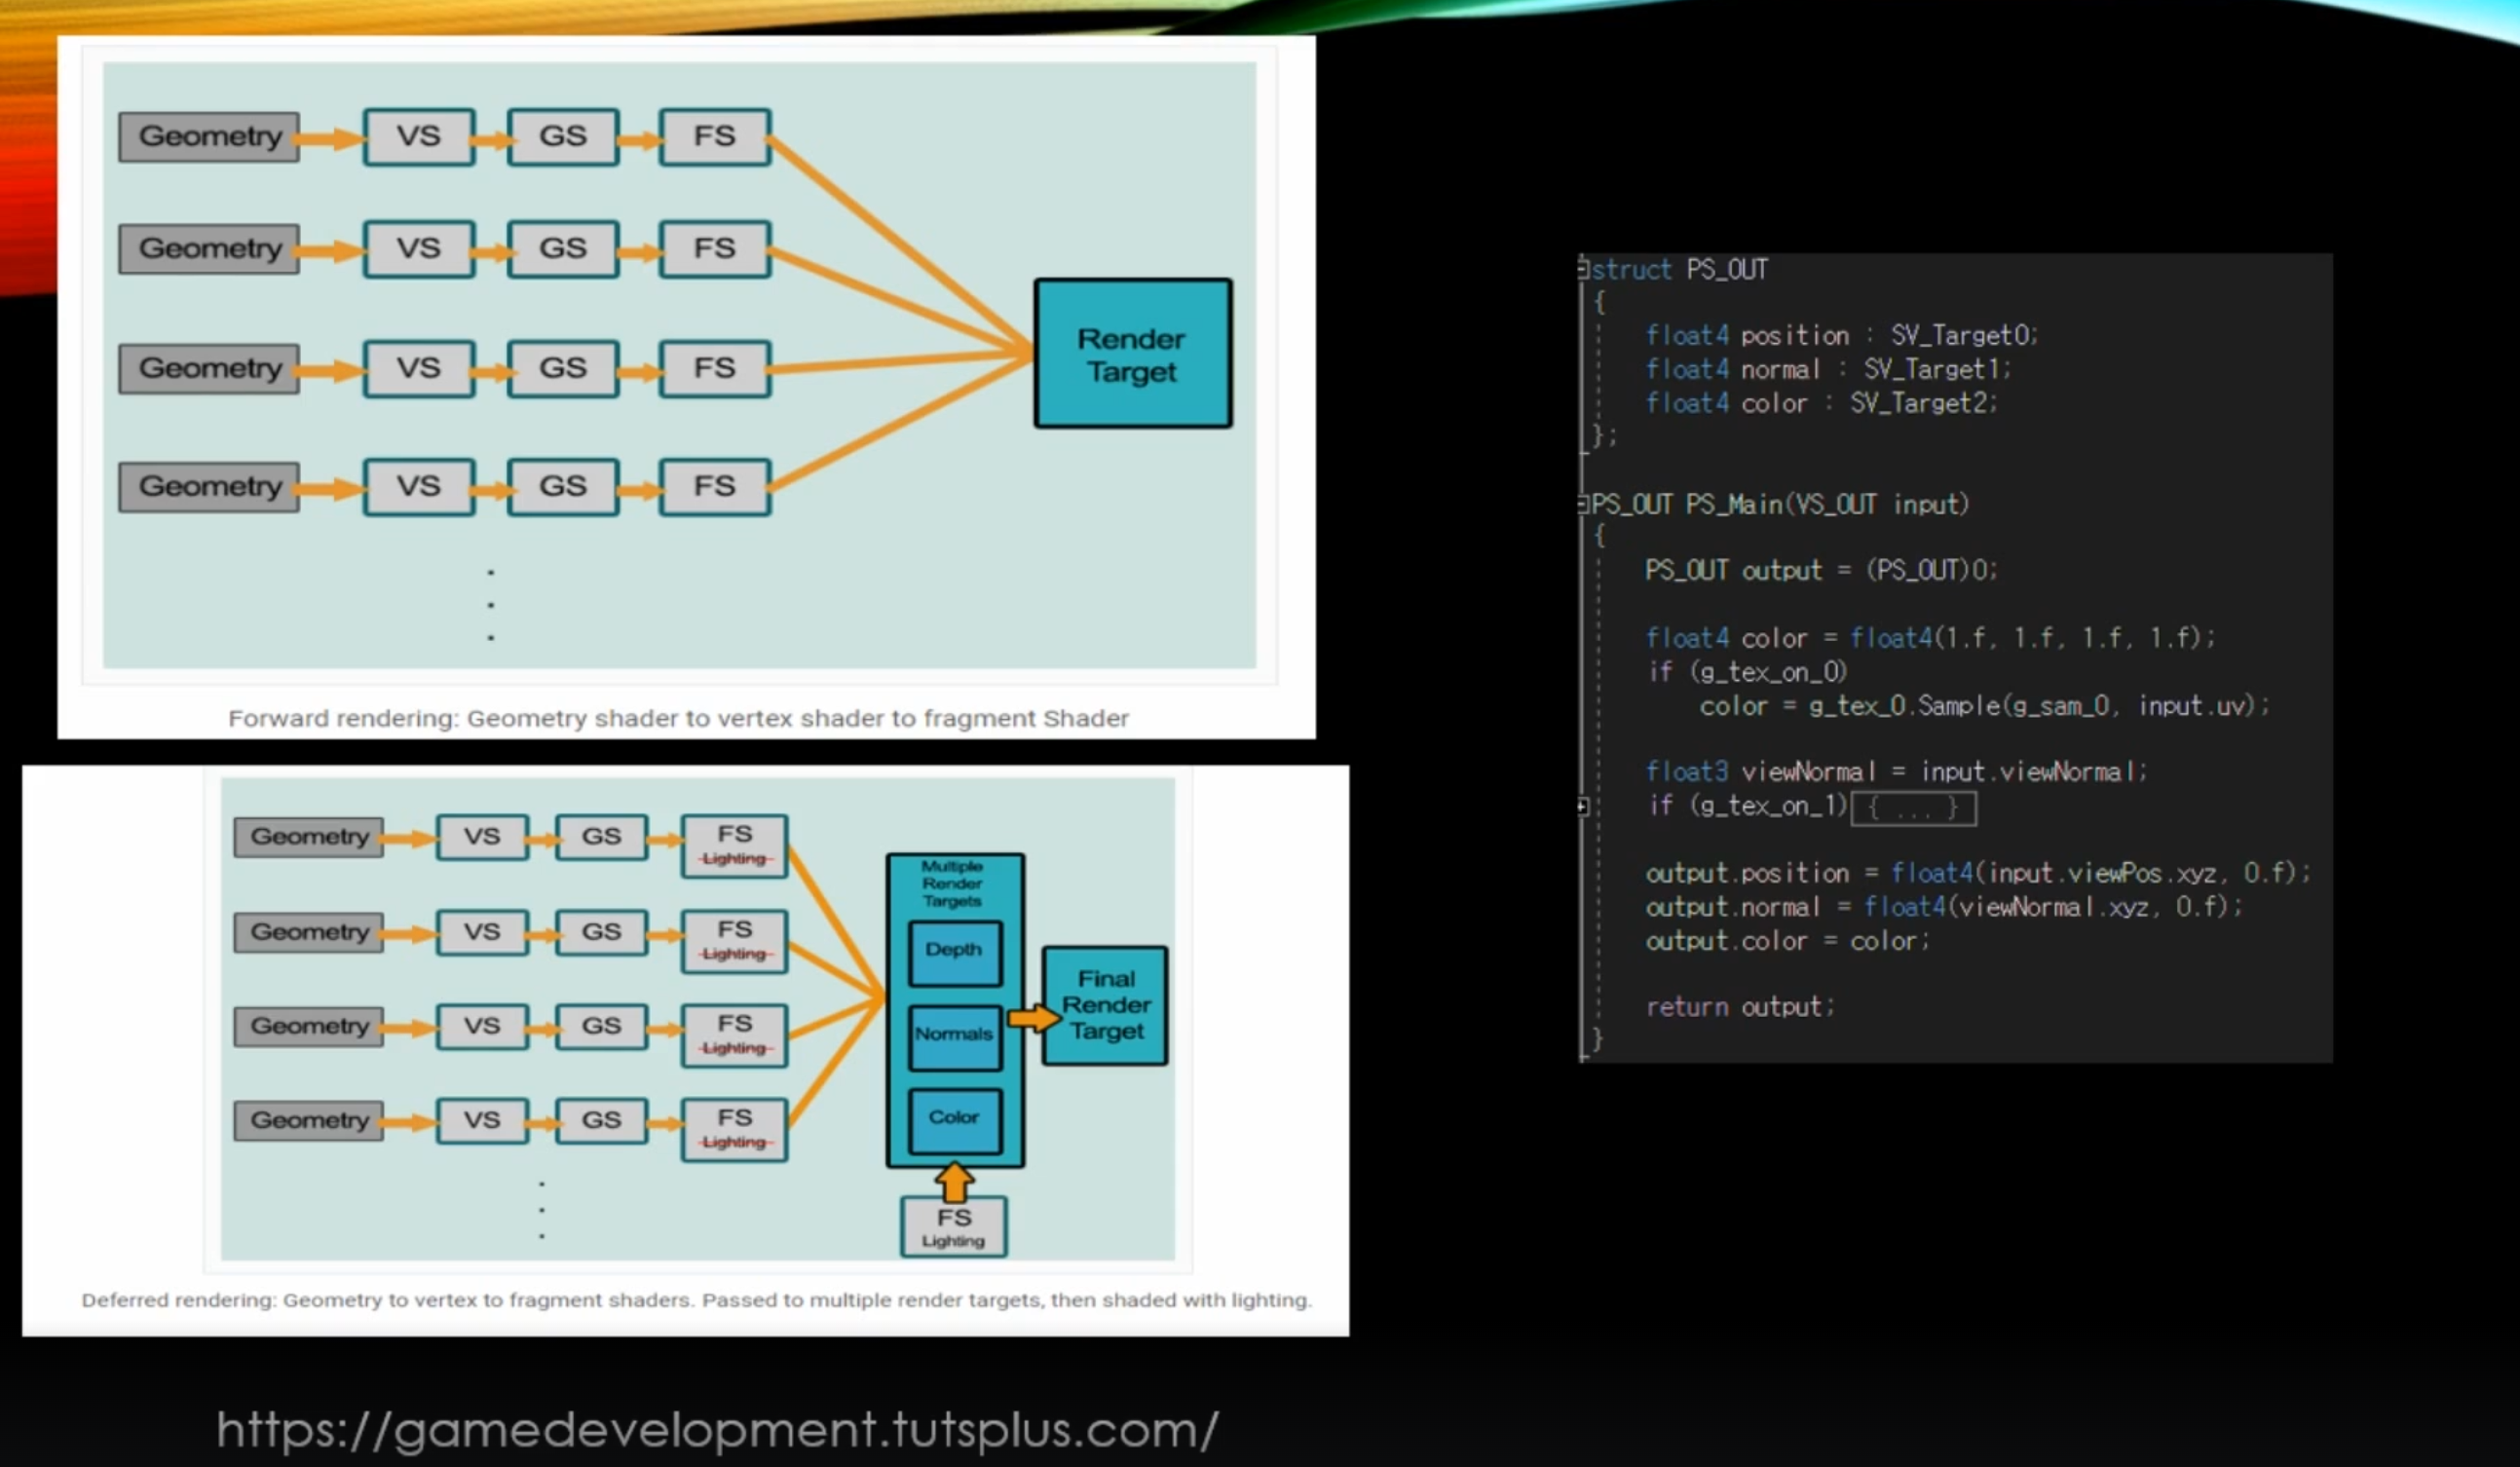 Geometry VS GS FS
Geometry VS GS FS
Render
Target
Geometry VS GS FS
Geometry VS GS FS
Forward rendering: Geometry shader to vertex shader to fragment Shader
Geometry VS GS FS
Lighting
Geometry VS GS FS
Lighting
Geometry VS GS FS
Lighting
Geometry VS GS FS
Lighting
Multiple
Render
Targets
Depth
Normals
Color
Final
Render
Target
FS
Lighting
Deferred rendering: Geometry to vertex to fragment shaders. Passed to multiple render targets, then shaded with lighting.
https://gamedevelopment.tutsplus.com/
struct PS_OUT
{
float4 position : SV_Target0;
float4 normal : SV_Target1;
float4 color : SV_Target2;
};
PS_OUT PS_Main(VS_OUT input)
{
PS_OUT output = (PS_OUT)0;
float4 color = float4(1.f, 1.f, 1.f, 1.f);
if (g_tex_on_0)
color = g_tex_0.Sample(g_sam_0, input.uv);
float3 viewNormal = input.viewNormal;
if (g_tex_on_1) { ... }
output.position = float4(input.viewPos.xyz, 0.f);
output.normal = float4(viewNormal.xyz, 0.f);
output.color = color;
return output;
}